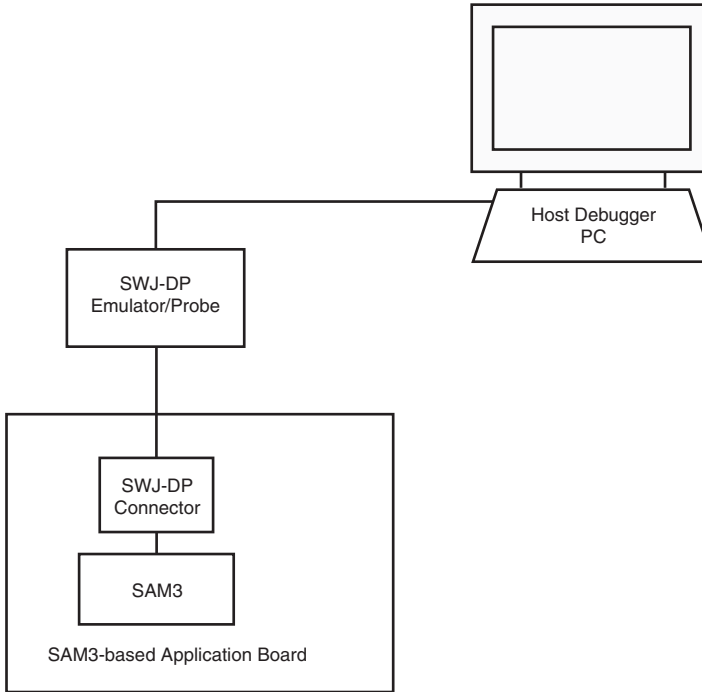 Host Debugger
PC
SWJ-DP
Emulator/Probe
SWJ-DP
Connector
SAM3
SAM3-based Application Board